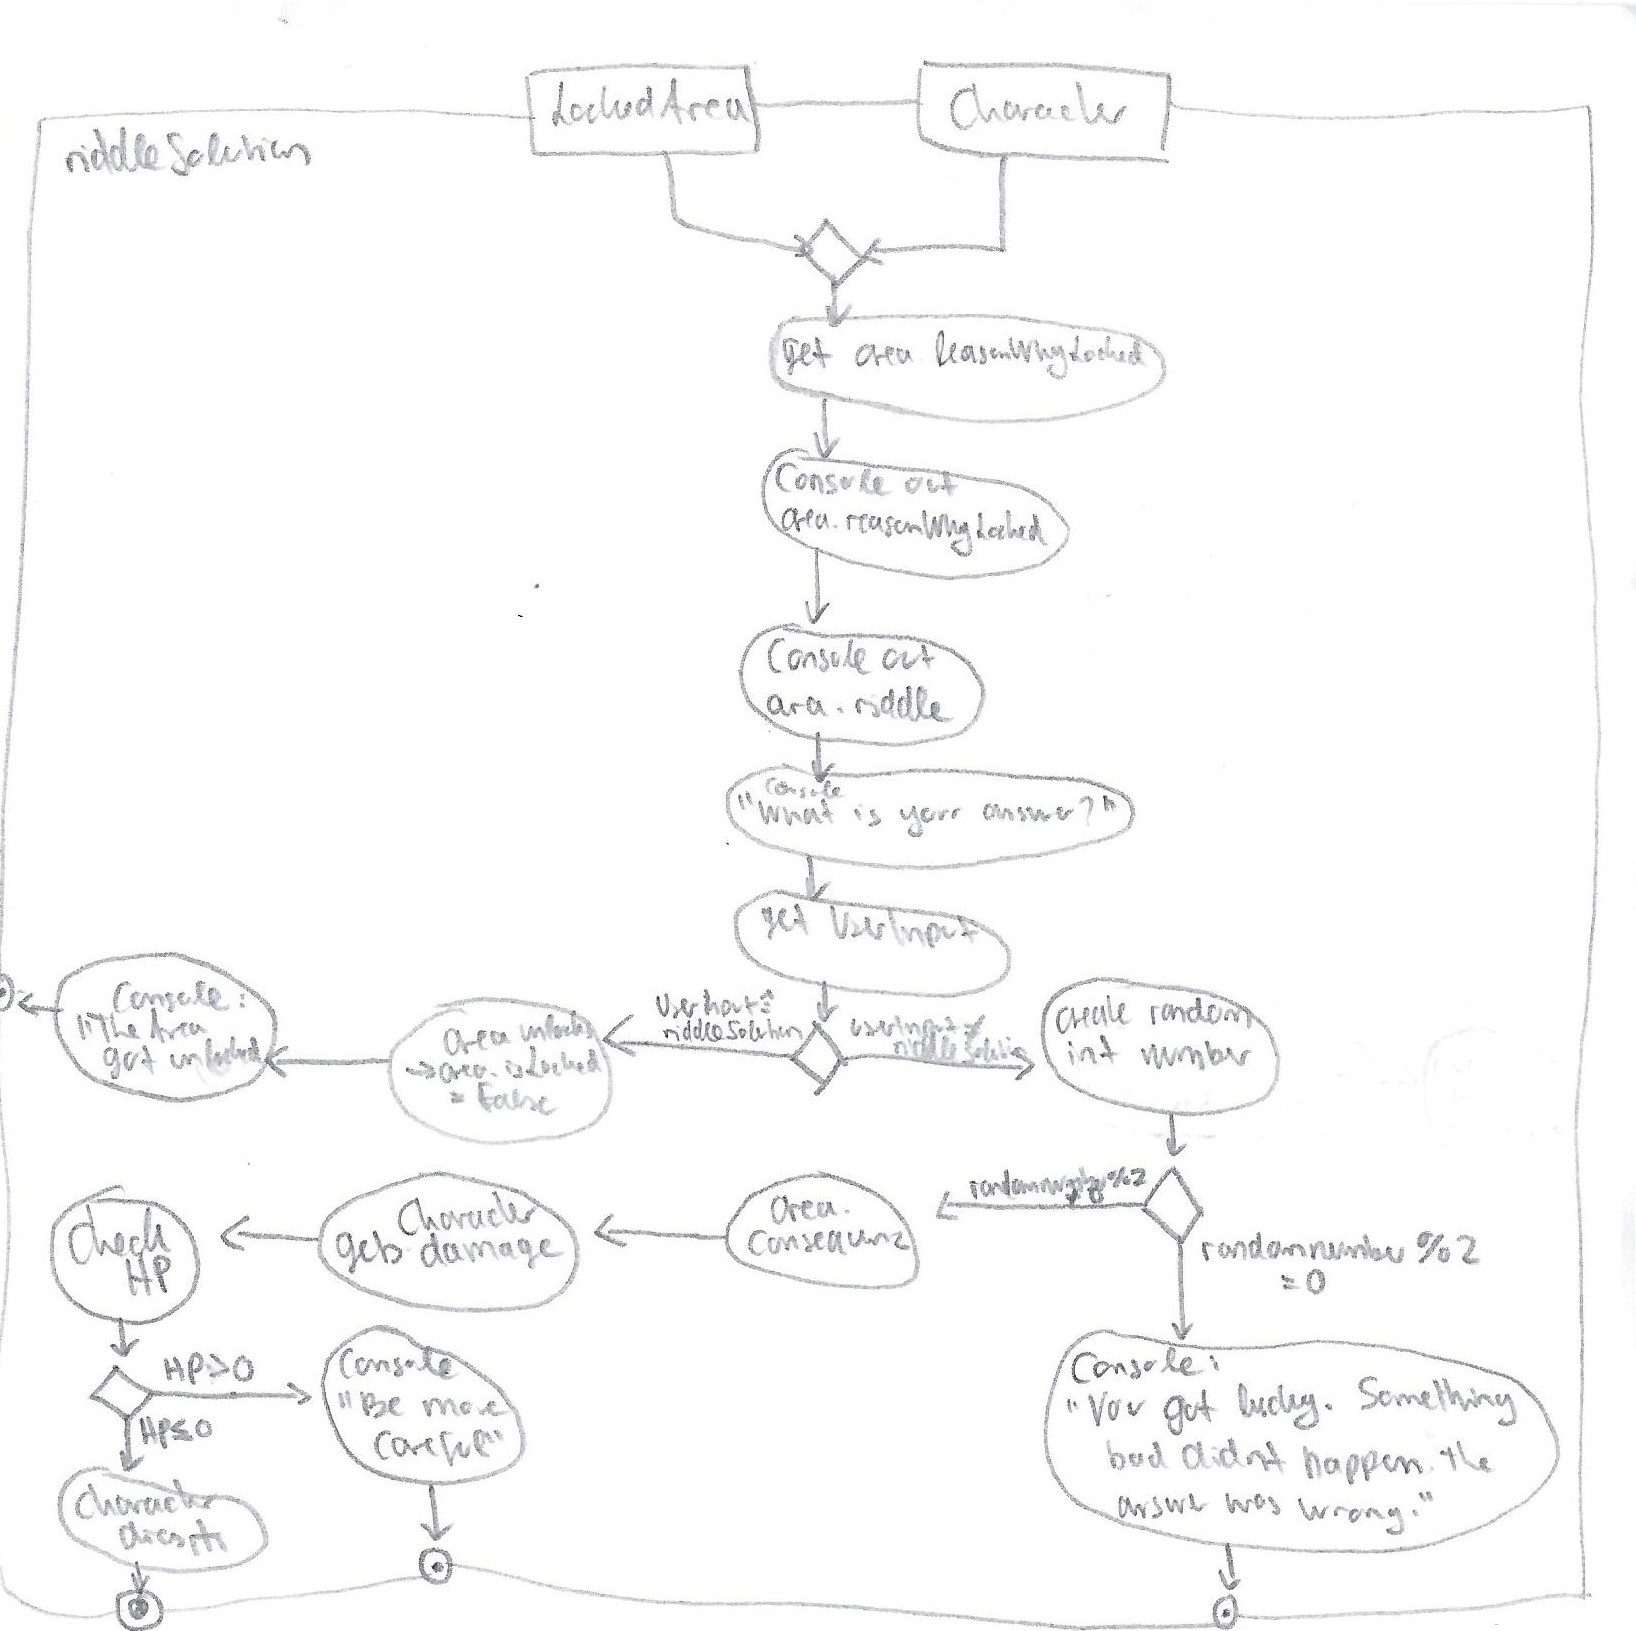 LockedArea
Character
riddleSolution
get area. ReasonWhyLocked
Console out
area.reasonWhyLocked
Console out
area.riddle
Console
"What is your answer?"
get UserInput
Console:
"The Area
got unlocked
area unlocks
→ area.isLocked
= False
UserInput =
riddleSolution
UserInput ≠
riddleSolution
create random
int number
Check
HP
Character
gets damage
area.
Consequenz
randomnumber%2
randomnumber %2
=0
HP>0
HP≤0
Console
"Be more
careful"
Console:
"You got lucky. Something
bad didn't happen. The
answer was wrong."
Character